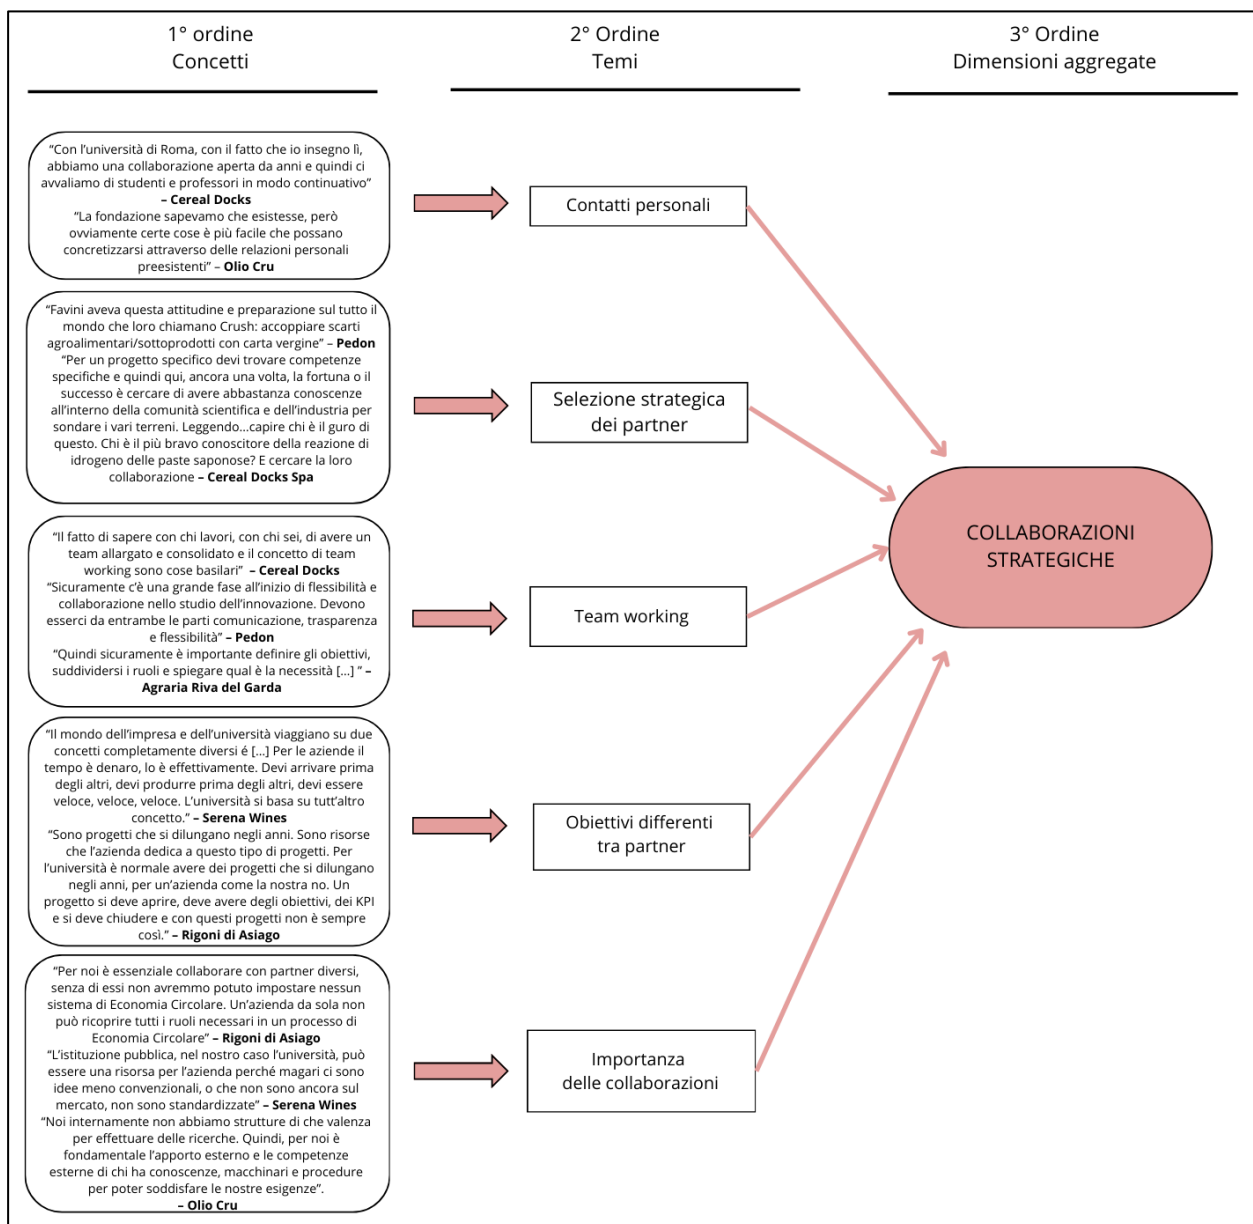 1° ordine
Concetti
2° Ordine
Temi
3° Ordine
Dimensioni aggregate
“Con l’università di Roma, con il fatto che io insegno lì,
abbiamo una collaborazione aperta da anni e quindi ci
avvaliamo di studenti e professori in modo continuativo”
– Cereal Docks
“La fondazione sapevamo che esistesse, però
ovviamente certe cose è più facile che possano
concretizzarsi attraverso delle relazioni personali
preesistenti” – Olio Cru
Contatti personali
“Favini aveva questa attitudine e preparazione sul tutto il
mondo che loro chiamano Crush: accoppiare scarti
agroalimentari/sottoprodotti con carta vergine” – Pedon
“Per un progetto specifico devi trovare competenze
specifiche e quindi qui, ancora una volta, la fortuna o il
successo è cercare di avere abbastanza conoscenze
all’interno della comunità scientifica e dell’industria per
sondare i vari terreni. Leggendo...capire chi è il guro di
questo. Chi è il più bravo conoscitore della reazione di
idrogeno delle paste saponose? E cercare la loro
collaborazione – Cereal Docks Spa
Selezione strategica
dei partner
“Il fatto di sapere con chi lavori, con chi sei, di avere un
team allargato e consolidato e il concetto di team
working sono cose basilari” – Cereal Docks
“Sicuramente c’è una grande fase all’inizio di flessibilità e
collaborazione nello studio dell’innovazione. Devono
esserci da entrambe le parti comunicazione, trasparenza
e flessibilità” – Pedon
“Quindi sicuramente è importante definire gli obiettivi,
suddividersi i ruoli e spiegare qual è la necessità [...] “ –
Agraria Riva del Garda
Team working
COLLABORAZIONI
STRATEGICHE
“Il mondo dell’impresa e dell’università viaggiano su due
concetti completamente diversi é [...] Per le aziende il
tempo è denaro, lo è effettivamente. Devi arrivare prima
degli altri, devi produrre prima degli altri, devi essere
veloce, veloce, veloce. L’università si basa su tutt’altro
concetto.” – Serena Wines
“Sono progetti che si dilungano negli anni. Sono risorse
che l’azienda dedica a questo tipo di progetti. Per
l’università è normale avere dei progetti che si dilungano
negli anni, per un’azienda come la nostra no. Un
progetto si deve aprire, deve avere degli obiettivi, dei KPI
e si deve chiudere e con questi progetti non è sempre
così.“ – Rigoni di Asiago
Obiettivi differenti
tra partner
“Per noi è essenziale collaborare con partner diversi,
senza di essi non avremmo potuto impostare nessun
sistema di Economia Circolare. Un’azienda da sola non
può ricoprire tutti i ruoli necessari in un processo di
Economia Circolare” – Rigoni di Asiago
“L’istituzione pubblica, nel nostro caso l’università, può
essere una risorsa per l’azienda perché magari ci sono
idee meno convenzionali, o che non sono ancora sul
mercato, non sono standardizzate” – Serena Wines
“Noi internamente non abbiamo strutture di che valenza
per effettuare delle ricerche. Quindi, per noi è
fondamentale l’apporto esterno e le competenze
esterne di chi ha conoscenze, macchinari e procedure
per poter soddisfare le nostre esigenze”.
– Olio Cru
Importanza
delle collaborazioni